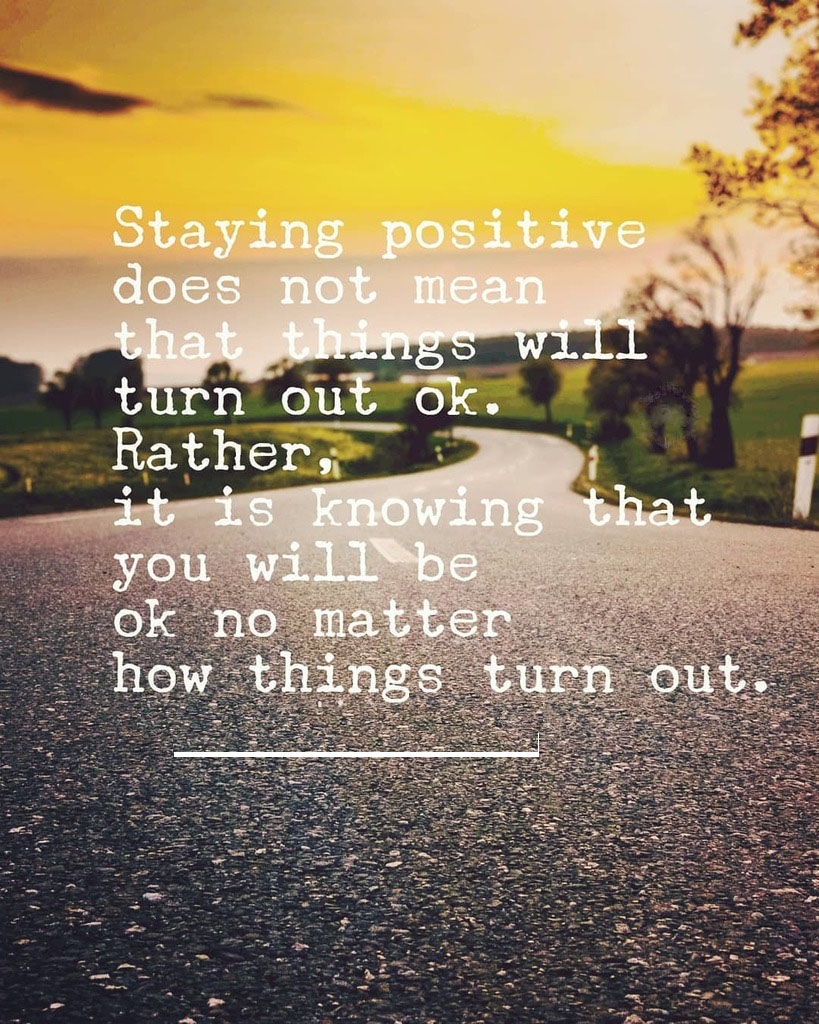 Staying positive
does not mean
that things will
turn out ok.
Rather,
it is knowing that
you will be
ok no matter
how things turn out.